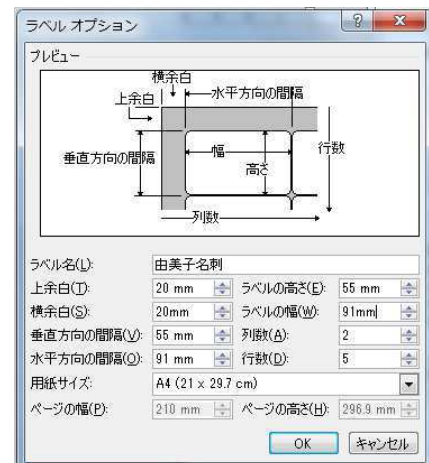 ラベル オプション
プレビュー
横余白
上余白
水平方向の間隔
垂直方向の間隔
幅
高さ
行数
列数
ラベル名(L): 由美子名刺
上余白(T): 20 mm ラベルの高さ(E): 55 mm
横余白(S): 20mm ラベルの幅(W): 91mm
垂直方向の間隔(V): 55 mm 列数(A): 2
水平方向の間隔(O): 91 mm 行数(D): 5
用紙サイズ: A4 (21 × 29.7 cm)
ページの幅(P): 210 mm ページの高さ(H): 296.9 mm
OK キャンセル